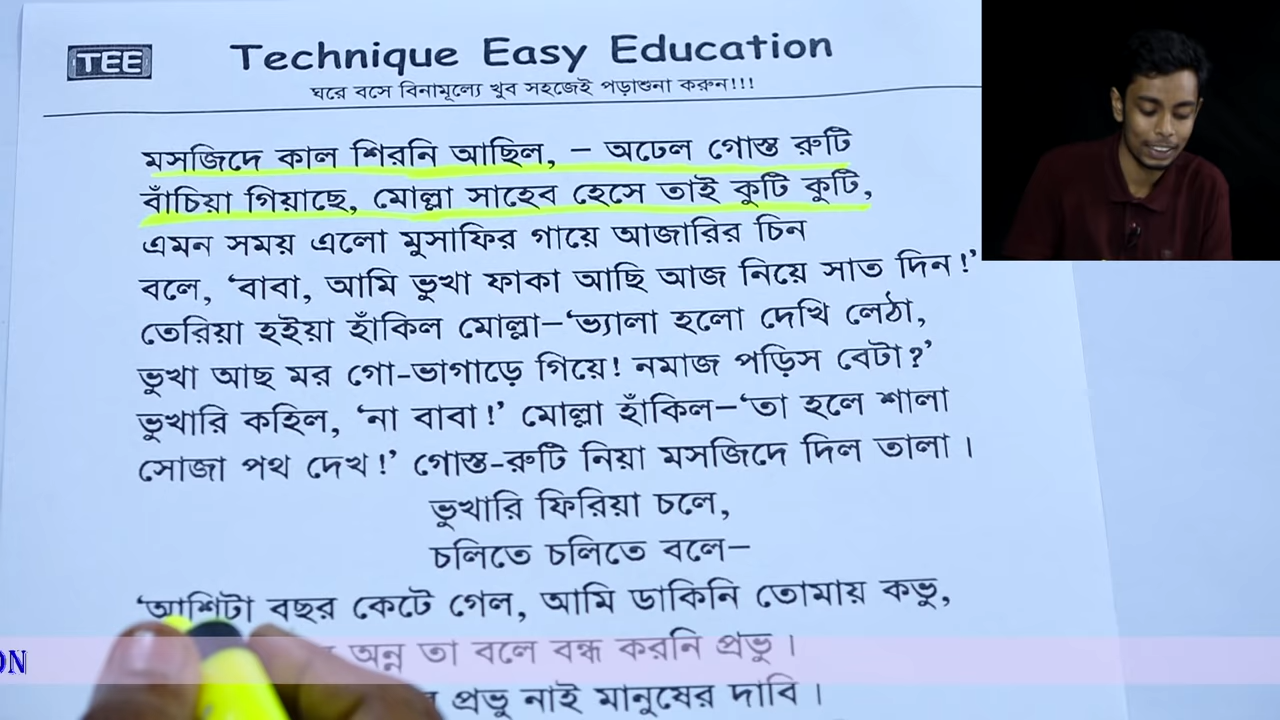 TEE
Technique Easy Education
ঘরে বসে বিনামূল্যে খুব সহজেই পড়াশুনা করুন!!!
মসজিদে কাল শিরনি আছিল, – অঢেল গোস্ত রুটি
বাঁচিয়া গিয়াছে, মোল্লা সাহেব হেসে তাই কুটি কুটি,
এমন সময় এলো মুসাফির গায়ে আজারির চিন
বলে, ‘বাবা, আমি ভুখা ফাকা আছি আজ নিয়ে সাত দিন!’
তেরিয়া হইয়া হাঁকিল মোল্লা–‘ভ্যালা হলো দেখি লেঠা,
ভুখা আছ মর গো-ভাগাড়ে গিয়ে! নমাজ পড়িস বেটা?’
ভুখারি কহিল, ‘না বাবা!’ মোল্লা হাঁকিল–‘তা হলে শালা
সোজা পথ দেখ!’ গোস্ত-রুটি নিয়া মসজিদে দিল তালা।
ভুখারি ফিরিয়া চলে,
চলিতে চলিতে বলে–
‘আশিটা বছর কেটে গেল, আমি ডাকিনি তোমায় কভু,
অন্ন তা বলে বন্ধ করনি প্রভু।
ON
প্রভু নাই মানুষের দাবি।